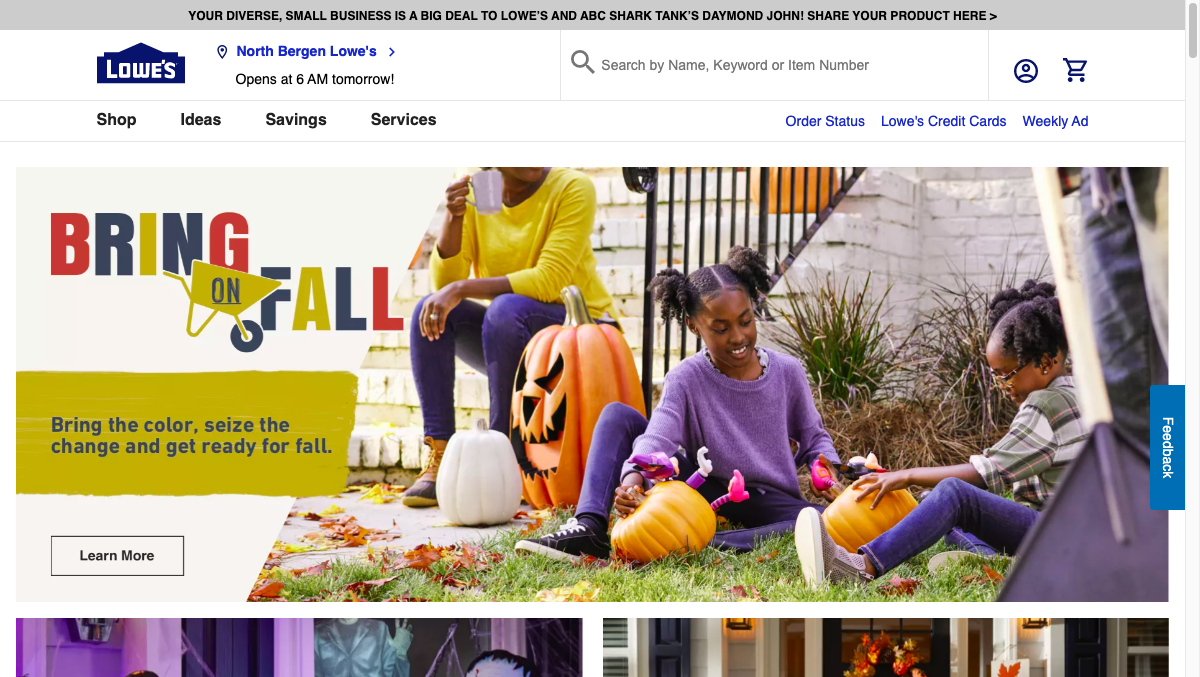 YOUR DIVERSE, SMALL BUSINESS IS A BIG DEAL TO LOWE'S AND ABC SHARK TANK'S DAYMOND JOHN! SHARE YOUR PRODUCT HERE >
LOWE'S
North Bergen Lowe's
Opens at 6 AM tomorrow!
Search by Name, Keyword or Item Number
Shop
Ideas
Savings
Services
Order Status
Lowe's Credit Cards
Weekly Ad
BRING
ON
FALL
Bring the color, seize the
change and get ready for fall.
Learn More
Feedback